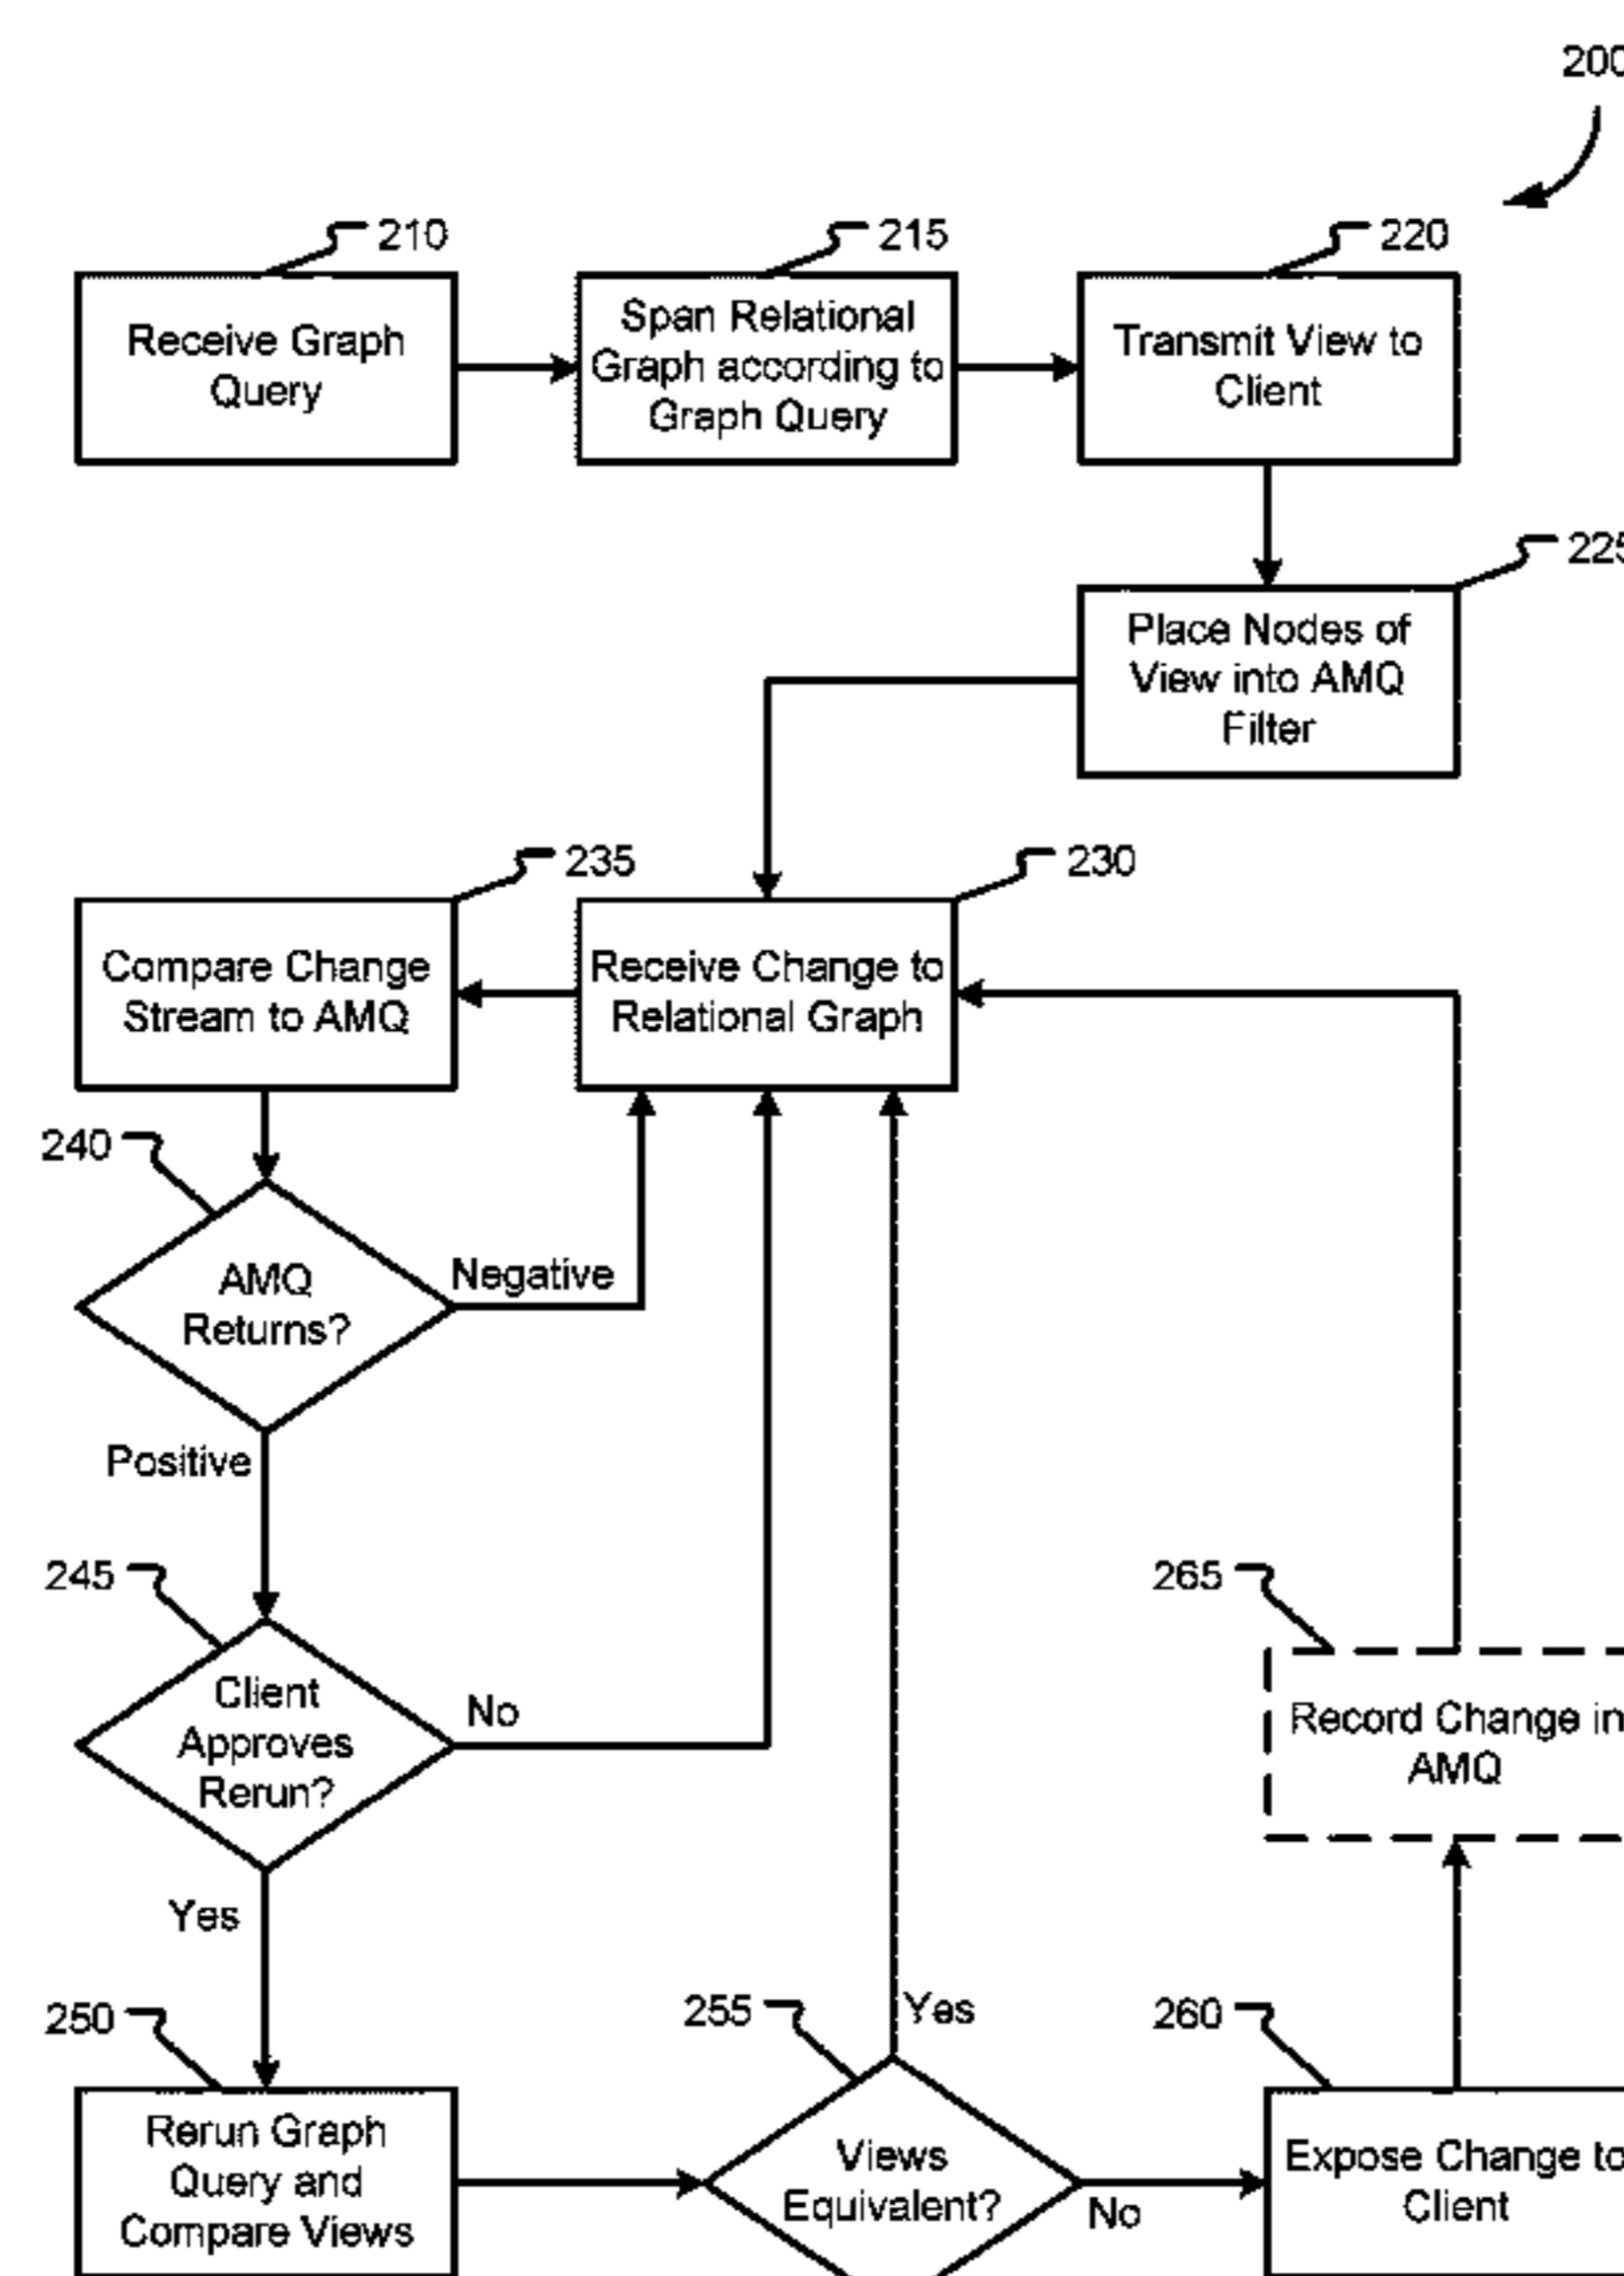 200
210
215
220
Receive Graph
Query
Span Relational
Graph according to
Graph Query
Transmit View to
Client
225
Place Nodes of
View into AMQ
Filter
235
230
Compare Change
Stream to AMQ
Receive Change to
Relational Graph
240
AMQ
Returns?
Negative
Positive
245
Client
Approves
Rerun?
No
265
Record Change in
AMQ
Yes
250
255
Yes
260
Rerun Graph
Query and
Compare Views
Views
Equivalent?
No
Expose Change to
Client